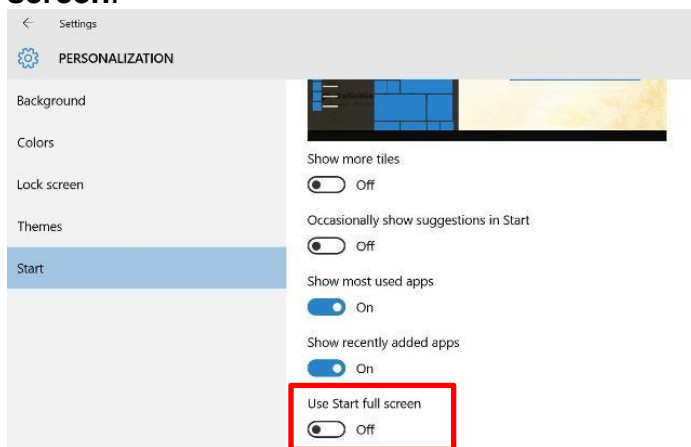 screen.
Settings
PERSONALIZATION
Background
Colors
Lock screen
Themes
Start
Show more tiles
Off
Occasionally show suggestions in Start
Off
Show most used apps
On
Show recently added apps
On
Use Start full screen
Off